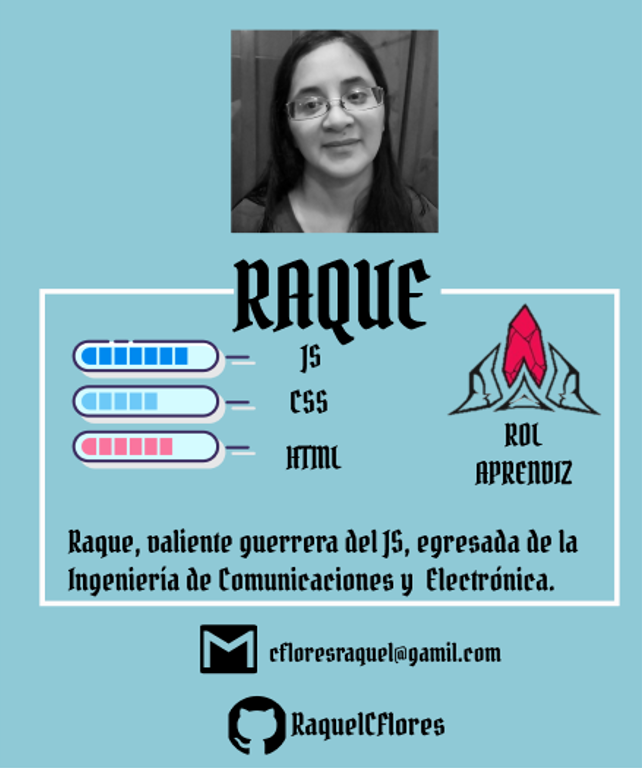 RAQUE
JS
CSS
HTML
ROL
APRENDIZ
Raque, valiente guerrera del JS, egresada de la
Ingeniería de Comunicaciones y Electrónica.
cfloresraquel@gamil.com
RaquelCFlores